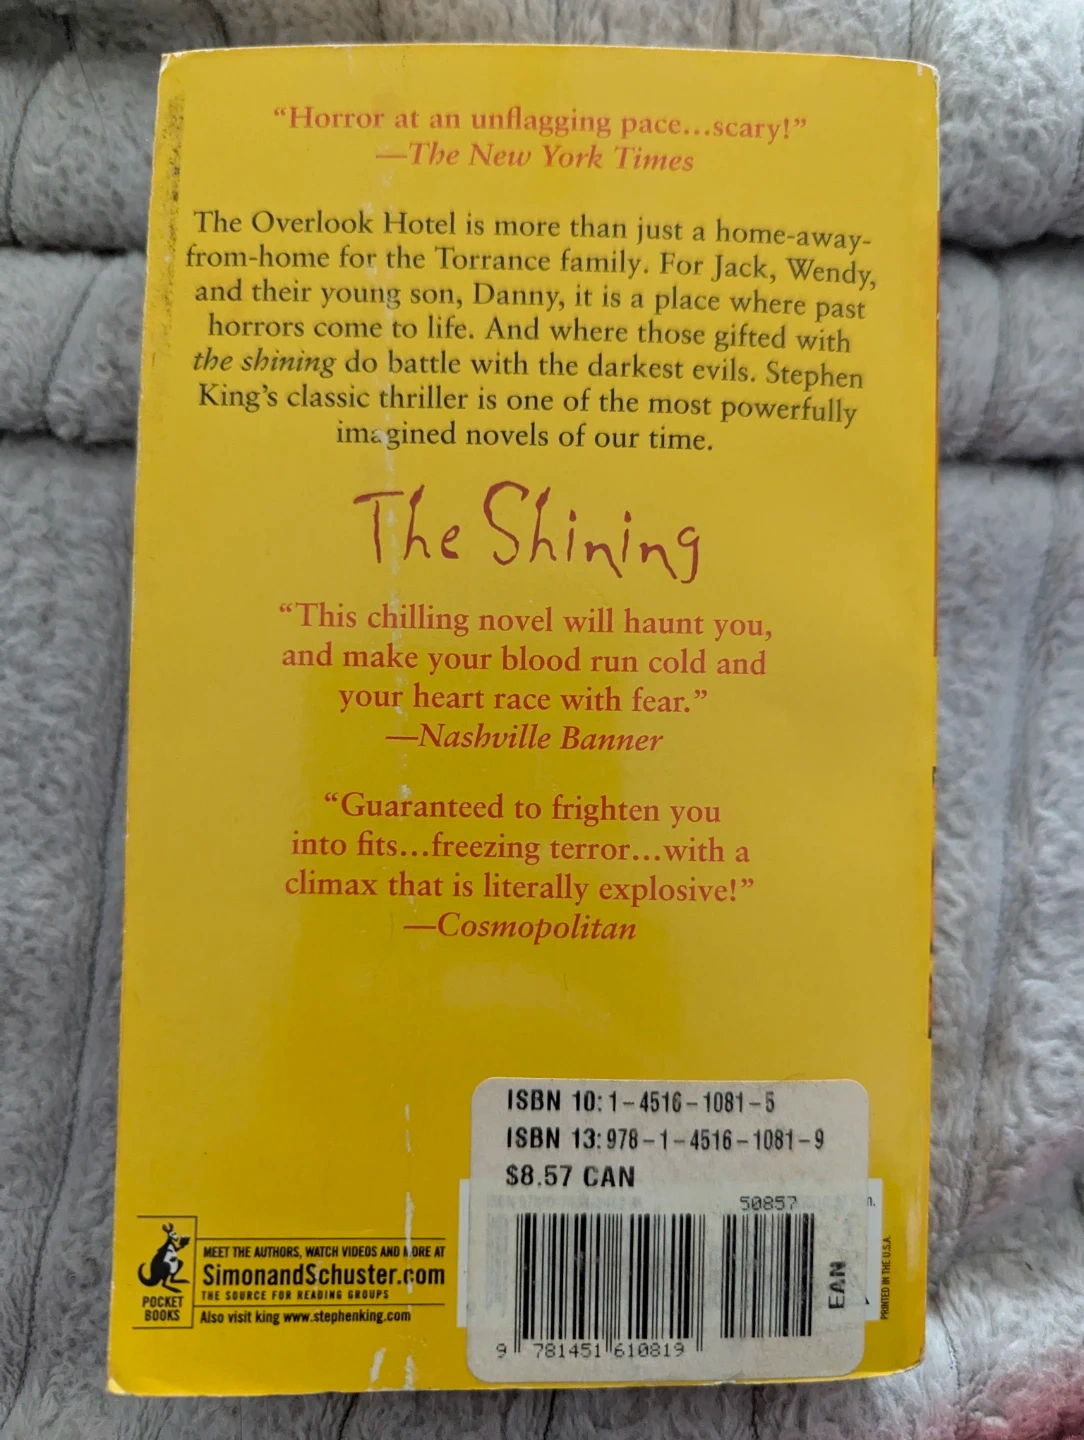 “Horror at an unflagging pace...scary!”
—The New York Times
The Overlook Hotel is more than just a home-away-
from-home for the Torrance family. For Jack, Wendy,
and their young son, Danny, it is a place where past
horrors come to life. And where those gifted with
the shining do battle with the darkest evils. Stephen
King’s classic thriller is one of the most powerfully
imagined novels of our time.
The Shining
“This chilling novel will haunt you,
and make your blood run cold and
your heart race with fear.”
—Nashville Banner
“Guaranteed to frighten you
into fits...freezing terror...with a
climax that is literally explosive!”
—Cosmopolitan
ISBN 10: 1-4516-1081-5
ISBN 13: 978-1-4516-1081-9
$8.57 CAN
50857
EAN
9 781451 610819
PRINTED IN THE U.S.A.
POCKET
BOOKS
MEET THE AUTHORS, WATCH VIDEOS AND MORE AT
SimonandSchuster.com
THE SOURCE FOR READING GROUPS
Also visit king www.stephenking.com